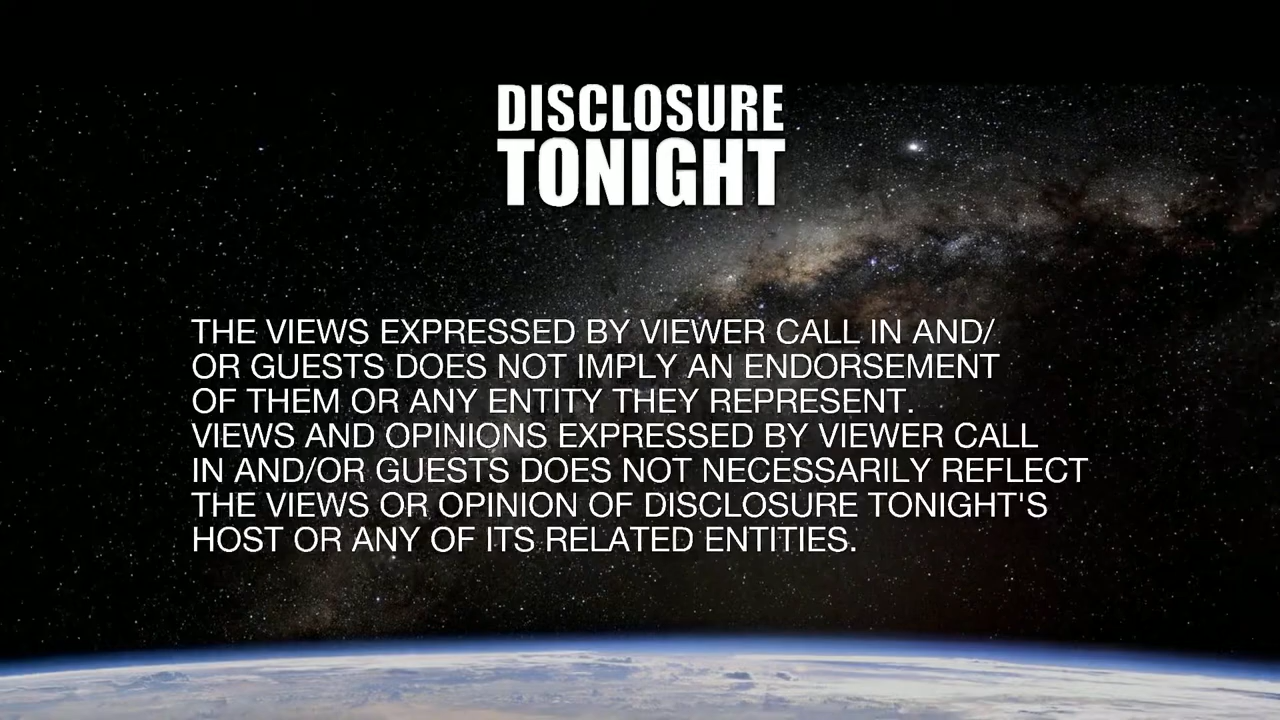 DISCLOSURE
TONIGHT
THE VIEWS EXPRESSED BY VIEWER CALL IN AND/
OR GUESTS DOES NOT IMPLY AN ENDORSEMENT
OF THEM OR ANY ENTITY THEY REPRESENT.
VIEWS AND OPINIONS EXPRESSED BY VIEWER CALL
IN AND/OR GUESTS DOES NOT NECESSARILY REFLECT
THE VIEWS OR OPINION OF DISCLOSURE TONIGHT'S
HOST OR ANY OF ITS RELATED ENTITIES.